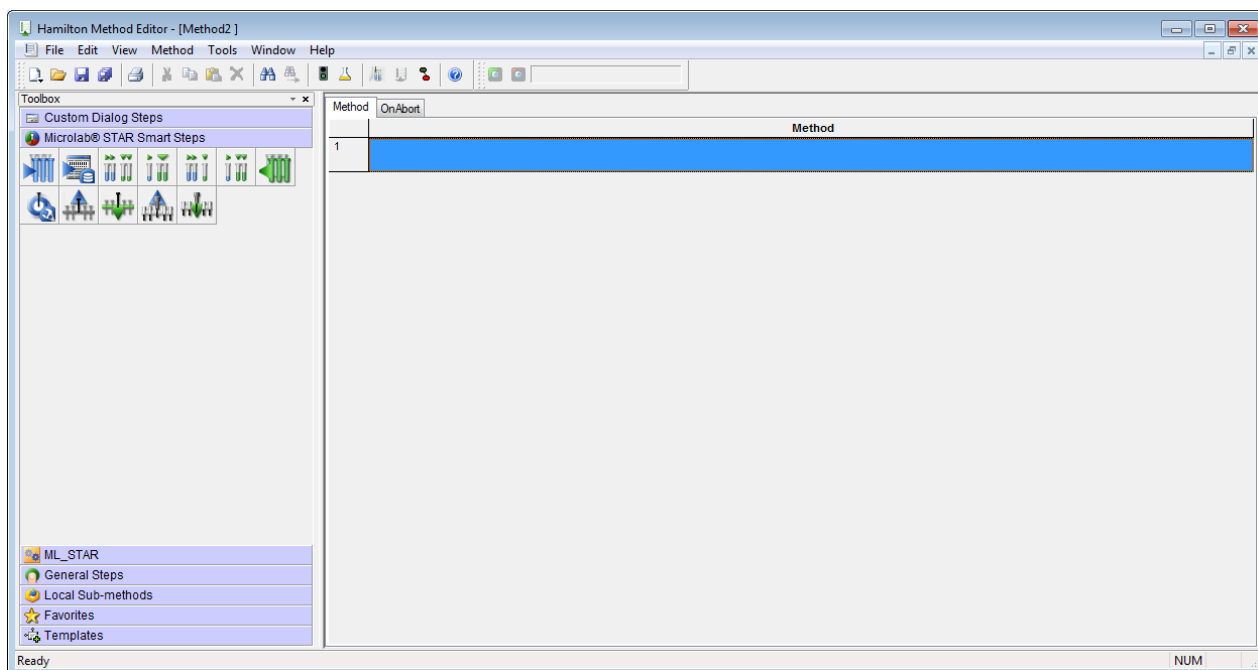 Hamilton Method Editor - [Method2 ]
File Edit View Method Tools Window Help
Toolbox
Custom Dialog Steps
Microlab® STAR Smart Steps
ML_STAR
General Steps
Local Sub-methods
Favorites
Templates
Method OnAbort
Method
1
Ready NUM